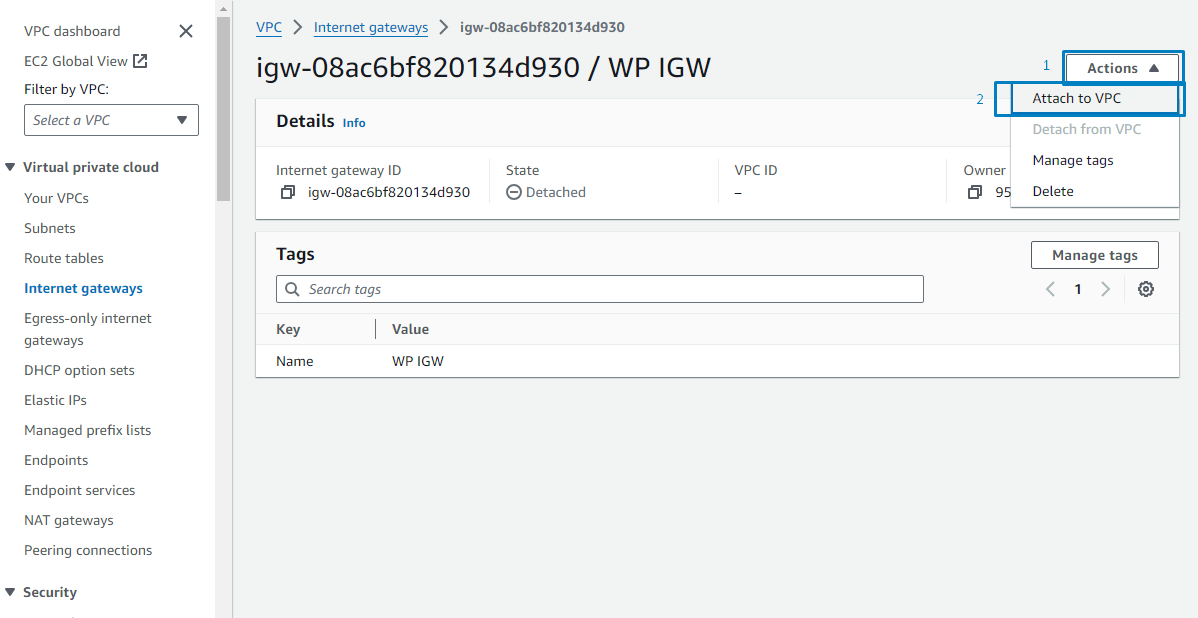 VPC dashboard
EC2 Global View
Filter by VPC:
Select a VPC
Virtual private cloud
Your VPCs
Subnets
Route tables
Internet gateways
Egress-only internet
gateways
DHCP option sets
Elastic IPs
Managed prefix lists
Endpoints
Endpoint services
NAT gateways
Peering connections
Security
VPC > Internet gateways > igw-08ac6bf820134d930
igw-08ac6bf820134d930 / WP IGW
1 Actions
2 Attach to VPC
Detach from VPC
Manage tags
Delete
Details Info
Internet gateway ID
igw-08ac6bf820134d930
State
Detached
VPC ID
–
Owner
95
Tags
Manage tags
Search tags
1
Key Value
Name WP IGW